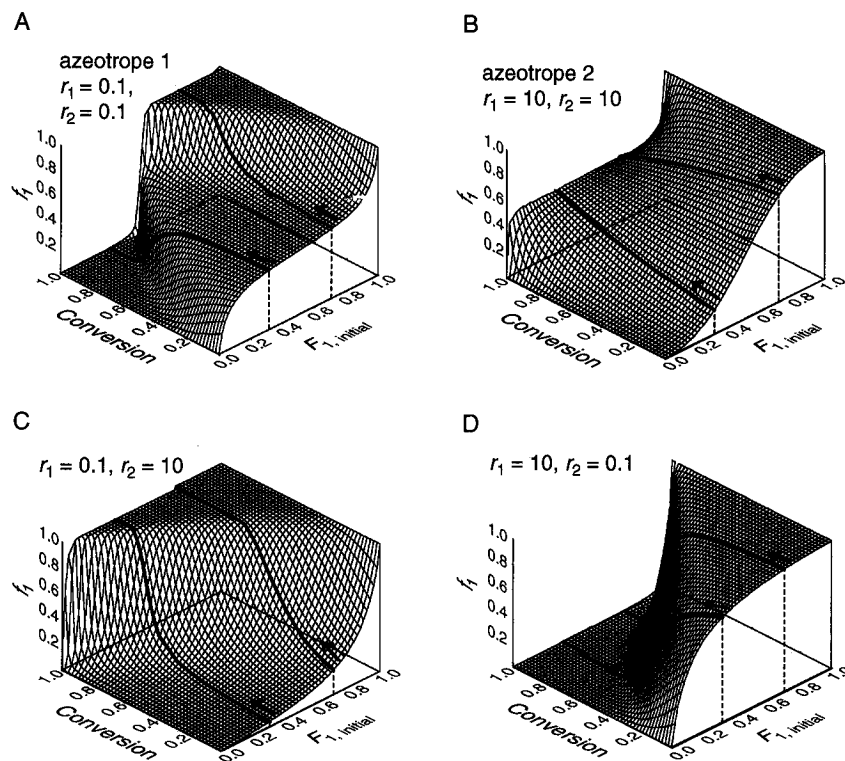 A
azeotrope 1
r₁ = 0.1,
r₂ = 0.1
1.0
0.8
0.6
0.4
0.2
f₁
1.0
0.8
0.6
0.4
0.2
Conversion
0.0
0.2
0.4
0.6
0.8
1.0
F₁, initial
B
azeotrope 2
r₁ = 10, r₂ = 10
1.0
0.8
0.6
0.4
0.2
f₁
1.0
0.8
0.6
0.4
0.2
Conversion
0.0
0.2
0.4
0.6
0.8
1.0
F₁, initial
C
r₁ = 0.1, r₂ = 10
1.0
0.8
0.6
0.4
0.2
f₁
1.0
0.8
0.6
0.4
0.2
Conversion
0.0
0.2
0.4
0.6
0.8
1.0
F₁, initial
D
r₁ = 10, r₂ = 0.1
1.0
0.8
0.6
0.4
0.2
f₁
1.0
0.8
0.6
0.4
0.2
Conversion
0.0
0.2
0.4
0.6
0.8
1.0
F₁, initial